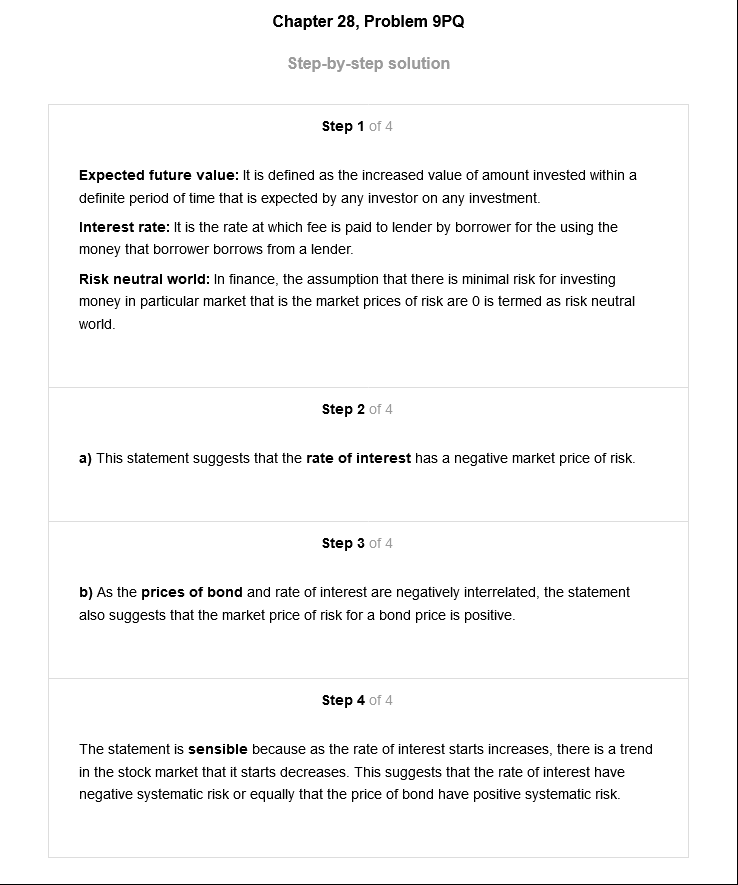 Chapter 28, Problem 9PQ
Step-by-step solution
Step 1 of 4
Expected future value: It is defined as the increased value of amount invested within a
definite period of time that is expected by any investor on any investment.
Interest rate: It is the rate at which fee is paid to lender by borrower for the using the
money that borrower borrows from a lender.
Risk neutral world: In finance, the assumption that there is minimal risk for investing
money in particular market that is the market prices of risk are 0 is termed as risk neutral
world.
Step 2 of 4
a) This statement suggests that the rate of interest has a negative market price of risk.
Step 3 of 4
b) As the prices of bond and rate of interest are negatively interrelated, the statement
also suggests that the market price of risk for a bond price is positive.
Step 4 of 4
The statement is sensible because as the rate of interest starts increases, there is a trend
in the stock market that it starts decreases. This suggests that the rate of interest have
negative systematic risk or equally that the price of bond have positive systematic risk.